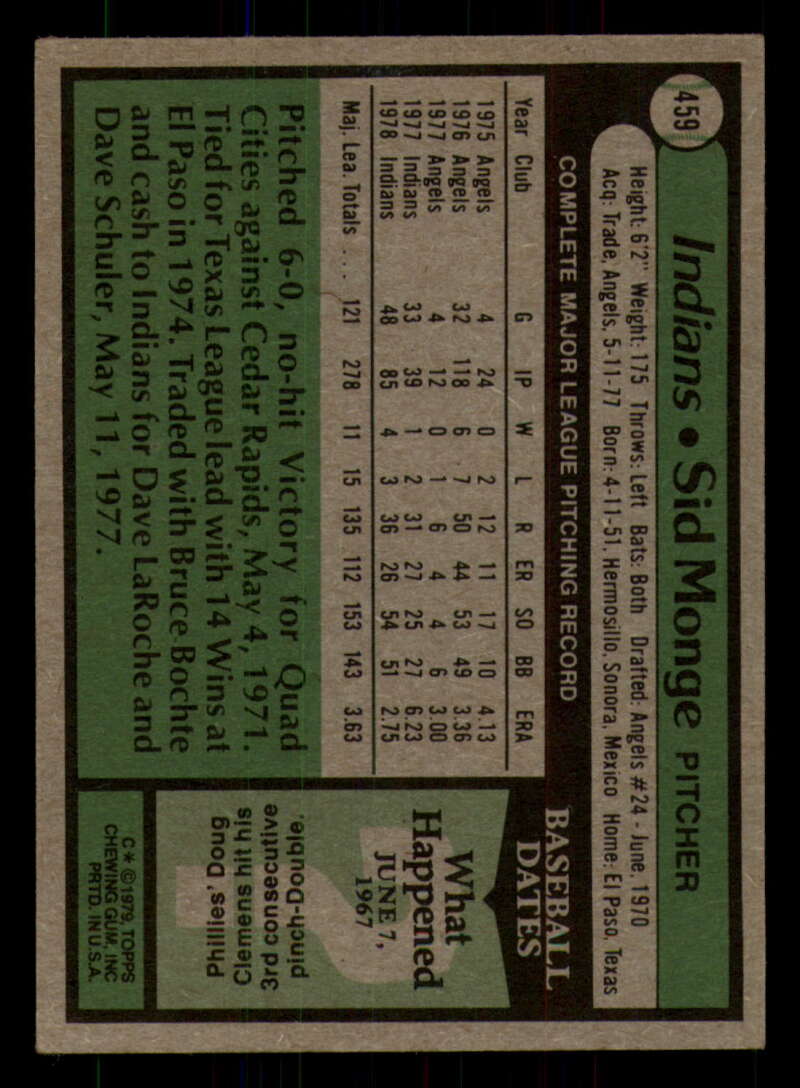 459
Indians • Sid Monge PITCHER
Height: 6'2" Weight: 175 Throws: Left Bats: Both Drafted: Angels #24 - June, 1970
Acq: Trade, Angels, 5-11-77 Born: 4-11-51, Hermosillo, Sonora, Mexico Home: El Paso, Texas
COMPLETE MAJOR LEAGUE PITCHING RECORD
Year Club G IP W L R ER SO BB ERA
1975 Angels 4 24 0 2 12 11 17 10 4.13
1976 Angels 32 118 6 7 50 44 53 49 3.36
1977 Angels 4 12 0 1 6 4 4 6 3.00
1977 Indians 33 39 1 2 31 27 25 27 6.23
1978 Indians 48 85 4 3 36 26 54 51 2.75
Maj. Lea. Totals .... 121 278 11 15 135 112 153 143 3.63
Pitched 6-0, no-hit Victory for Quad
Cities against Cedar Rapids, May 4, 1971.
Tied for Texas League lead with 14 Wins at
El Paso in 1974. Traded with Bruce Bochte
and cash to Indians for Dave LaRoche and
Dave Schuler, May 11, 1977.
BASEBALL
DATES
What
Happened
JUNE 7,
1967
?
Phillies' Doug
Clemens hit his
3rd consecutive
pinch-Double.
C*©1979, TOPPS
CHEWING GUM, INC
PRTD. IN U.S.A.